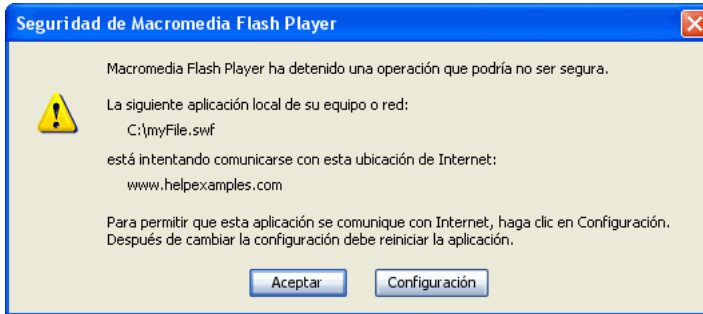 Seguridad de Macromedia Flash Player
Macromedia Flash Player ha detenido una operación que podría no ser segura.
La siguiente aplicación local de su equipo o red:
C:\myFile.swf
está intentando comunicarse con esta ubicación de Internet:
www.helpexamples.com
Para permitir que esta aplicación se comunique con Internet, haga clic en Configuración.
Después de cambiar la configuración debe reiniciar la aplicación.
Aceptar
Configuración